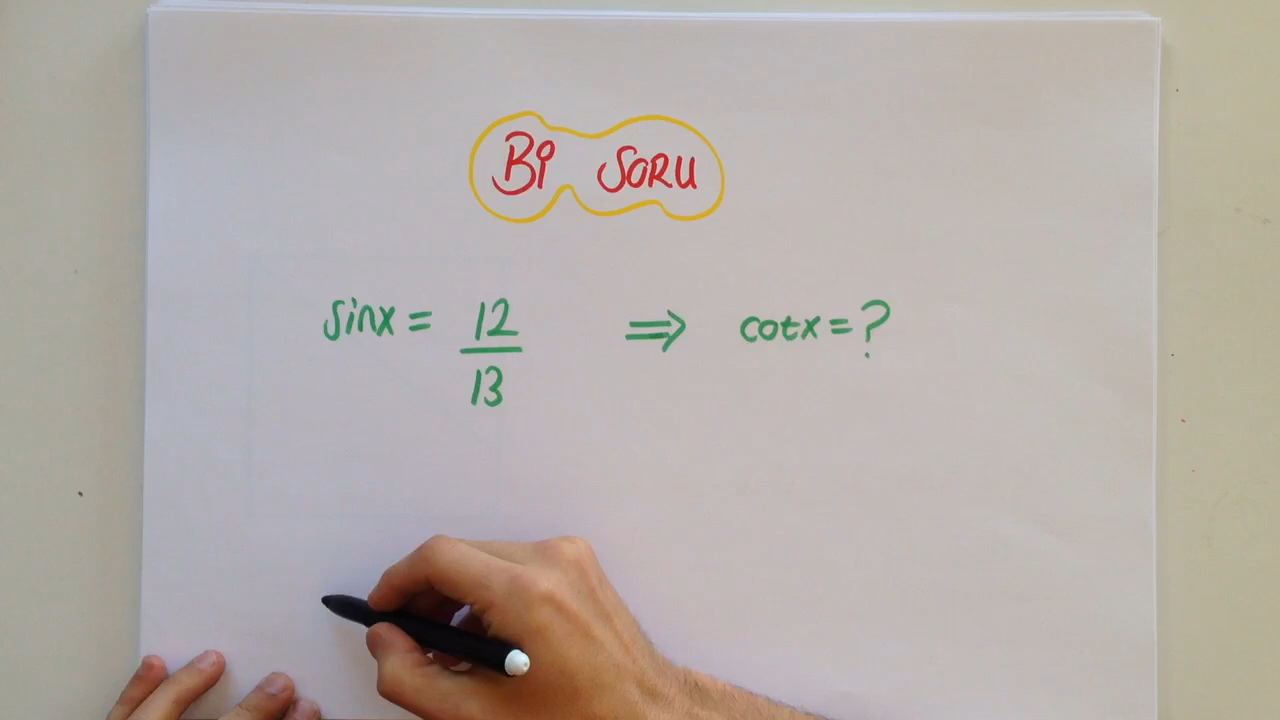 Bi SORU
sinx = 12/13 ⇒ cotx = ?